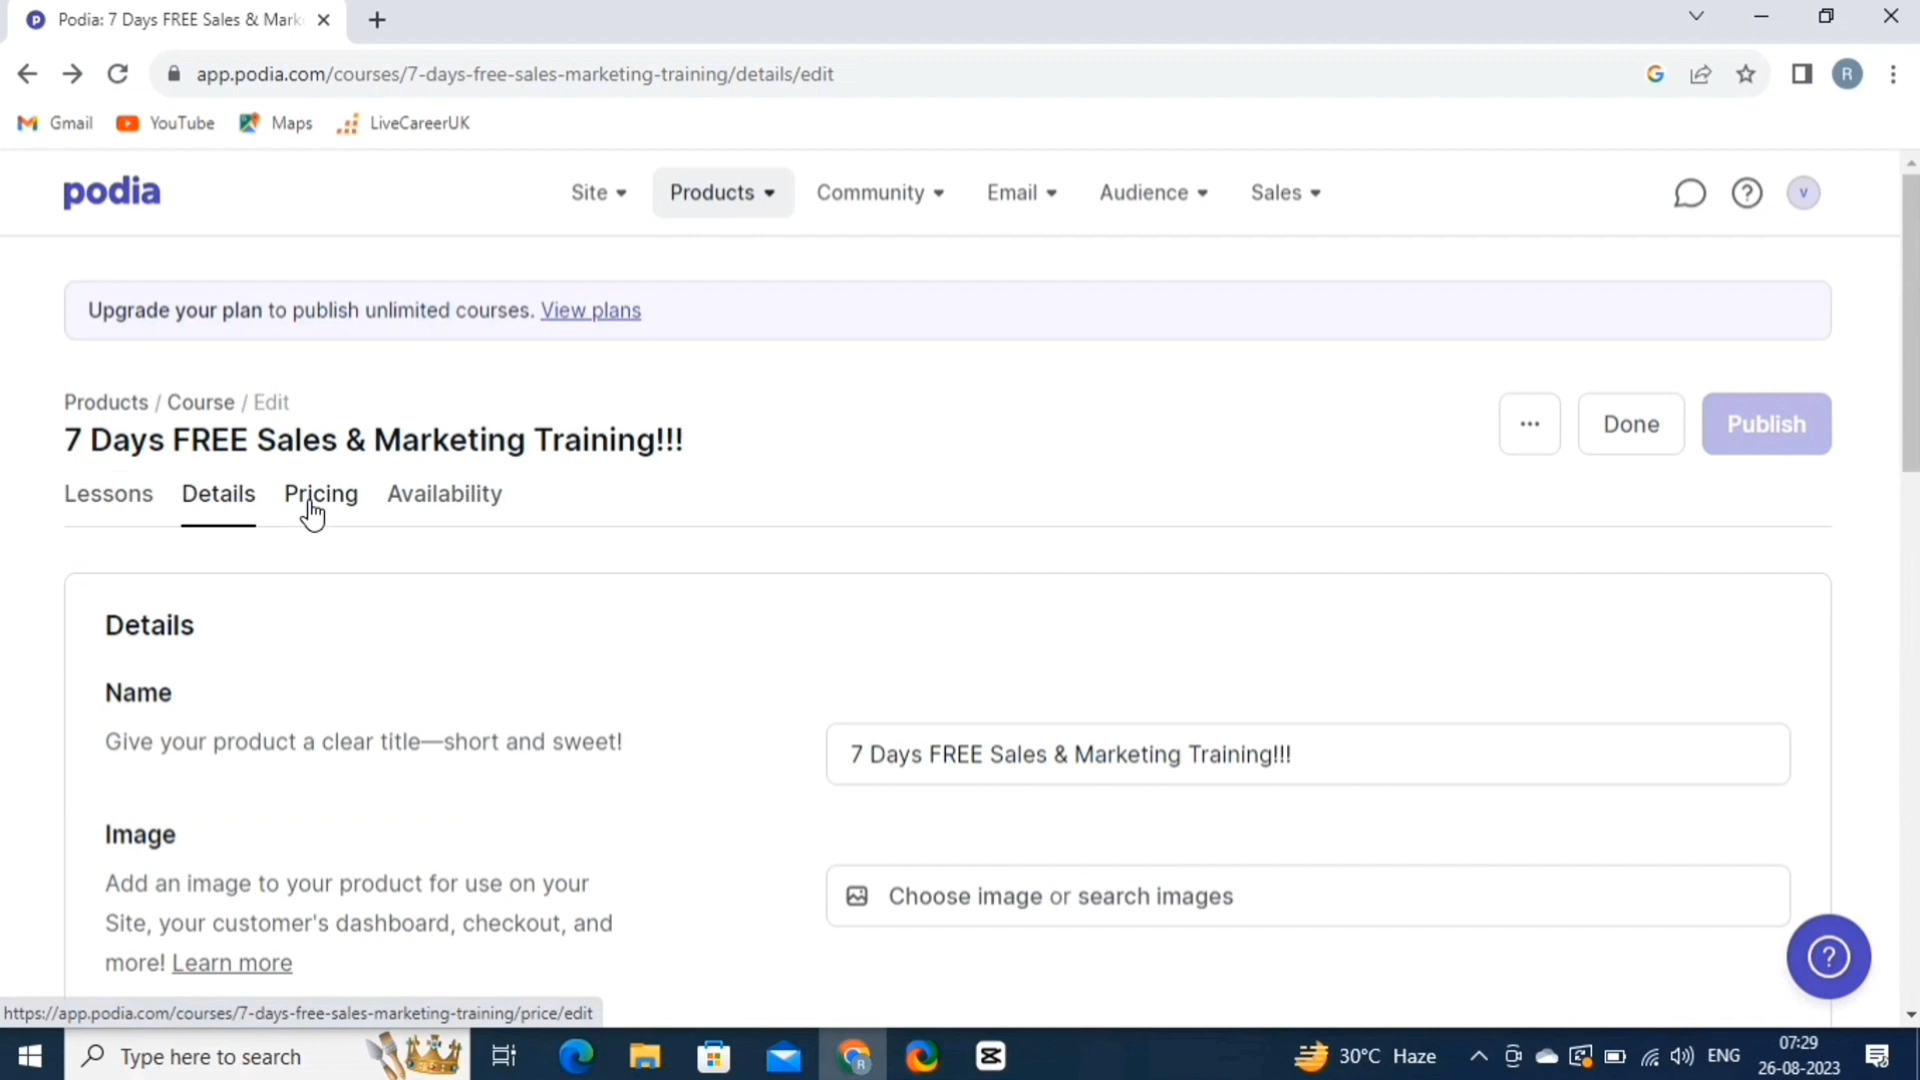 Podia: 7 Days FREE Sales & Mark
app.podia.com/courses/7-days-free-sales-marketing-training/details/edit
R
Gmail YouTube Maps LiveCareerUK
podia Site Products Community Email Audience Sales V
Upgrade your plan to publish unlimited courses. View plans
Products / Course / Edit
7 Days FREE Sales & Marketing Training!!!
... Done Publish
Lessons Details Pricing Availability
Details
Name
Give your product a clear title—short and sweet!
7 Days FREE Sales & Marketing Training!!!
Image
Add an image to your product for use on your
Site, your customer's dashboard, checkout, and
more! Learn more
Choose image or search images
https://app.podia.com/courses/7-days-free-sales-marketing-training/price/edit
Type here to search
30°C Haze
ENG
07:29
26-08-2023